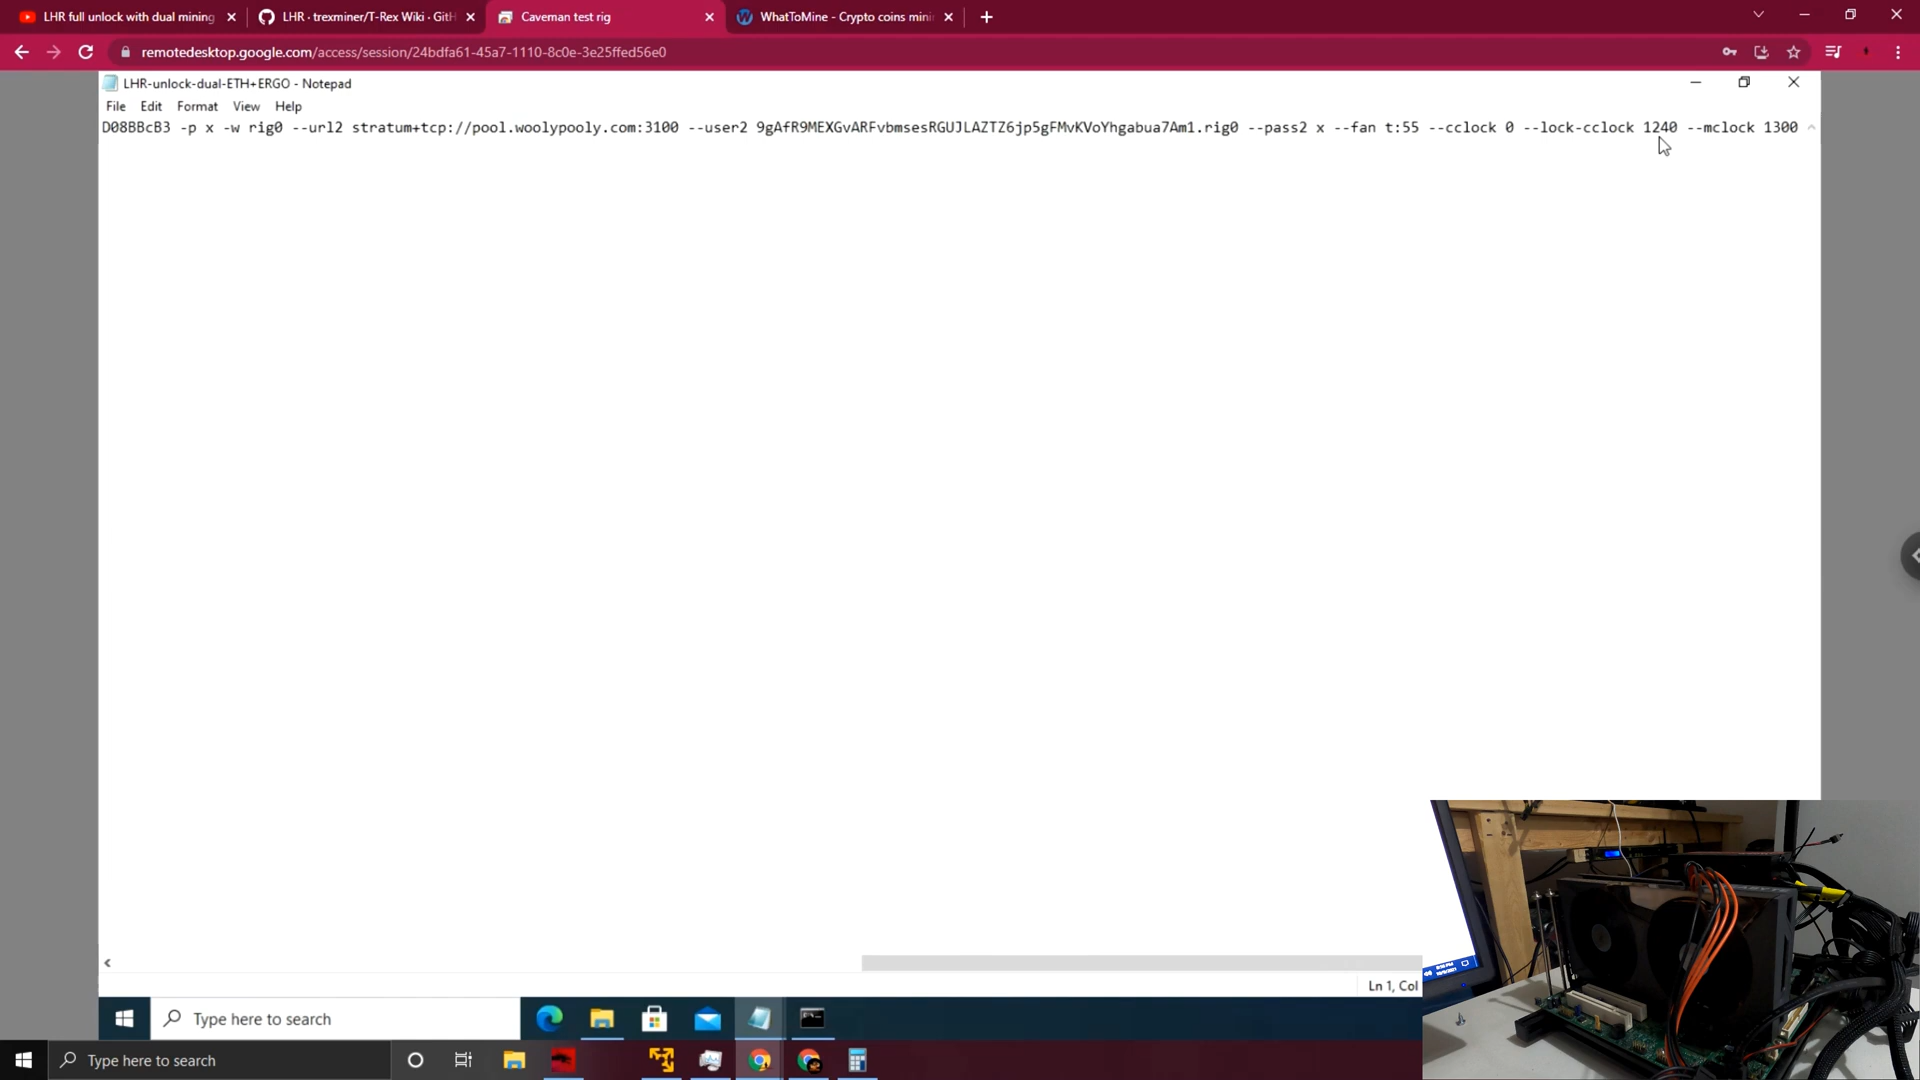 LHR full unlock with dual mining
LHR · trexminer/T-Rex Wiki · GitH
Caveman test rig
WhatToMine - Crypto coins mini
remotedesktop.google.com/access/session/24bdfa61-45a7-1110-8c0e-3e25ffed56e0
LHR-unlock-dual-ETH+ERGO - Notepad
File Edit Format View Help
D08BBcB3 -p x -w rig0 --url2 stratum+tcp://pool.woolypooly.com:3100 --user2 9gAfR9MEXGvARFvbmsesRGUJLAZTZ6jp5gFMvKVoYhgabua7Am1.rig0 --pass2 x --fan t:55 --cclock 0 --lock-cclock 1240 --mclock 1300
Ln 1, Col
Type here to search
Type here to search